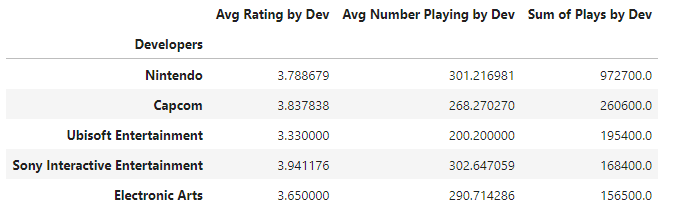 Avg Rating by Dev Avg Number Playing by Dev Sum of Plays by Dev
Developers
Nintendo 3.788679 301.216981 972700.0
Capcom 3.837838 268.270270 260600.0
Ubisoft Entertainment 3.330000 200.200000 195400.0
Sony Interactive Entertainment 3.941176 302.647059 168400.0
Electronic Arts 3.650000 290.714286 156500.0